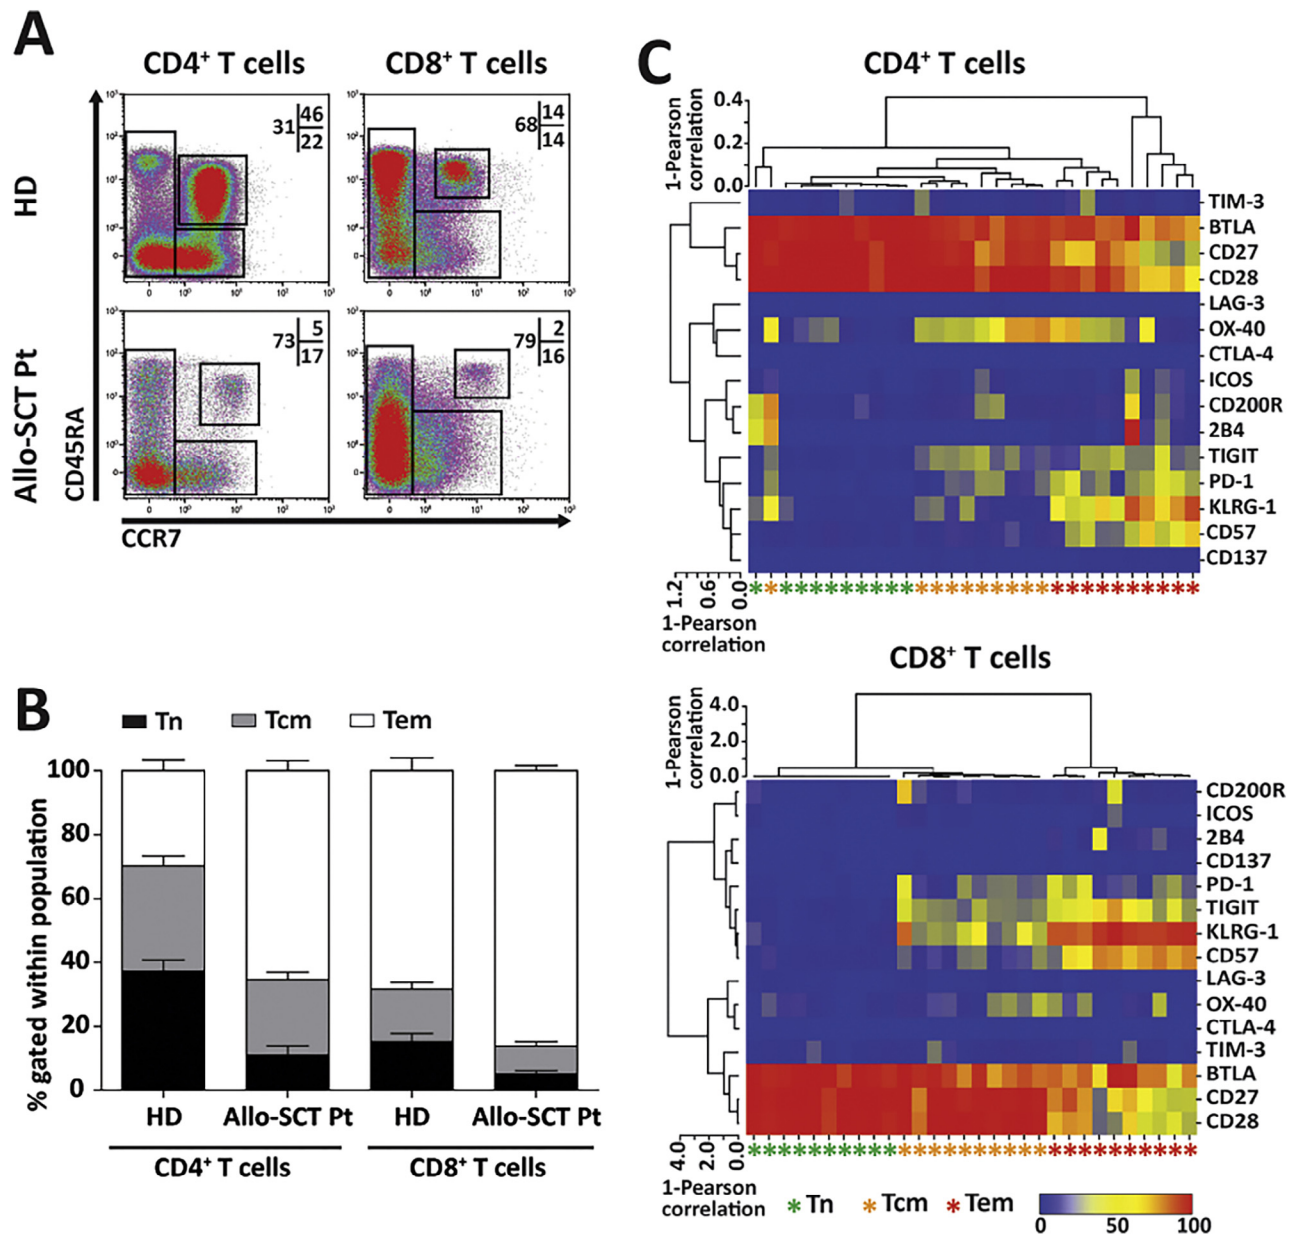 A
CD4+ T cells
CD8+ T cells
HD
Allo-SCT Pt
CD45RA
CCR7
31 46 22
68 14 14
73 5 17
79 2 16
B
Tn Tcm Tem
% gated within population
100
80
60
40
20
0
HD Allo-SCT Pt HD Allo-SCT Pt
CD4+ T cells CD8+ T cells
C
CD4+ T cells
1-Pearson
correlation
0.4
0.2
0.0
TIM-3
BTLA
CD27
CD28
LAG-3
OX-40
CTLA-4
ICOS
CD200R
2B4
TIGIT
PD-1
KLRG-1
CD57
CD137
1.2 0.6 0.0
1-Pearson
correlation
CD8+ T cells
1-Pearson
correlation
4.0
2.0
0.0
CD200R
ICOS
2B4
CD137
PD-1
TIGIT
KLRG-1
CD57
LAG-3
OX-40
CTLA-4
TIM-3
BTLA
CD27
CD28
4.0 2.0 0.0
1-Pearson
correlation
* Tn * Tcm * Tem
0 50 100